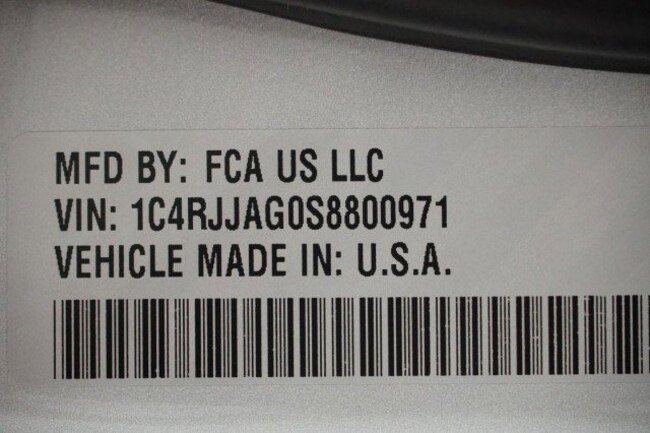 MFD BY: FCA US LLC
VIN: 1C4RJJAG0S8800971
VEHICLE MADE IN: U.S.A.